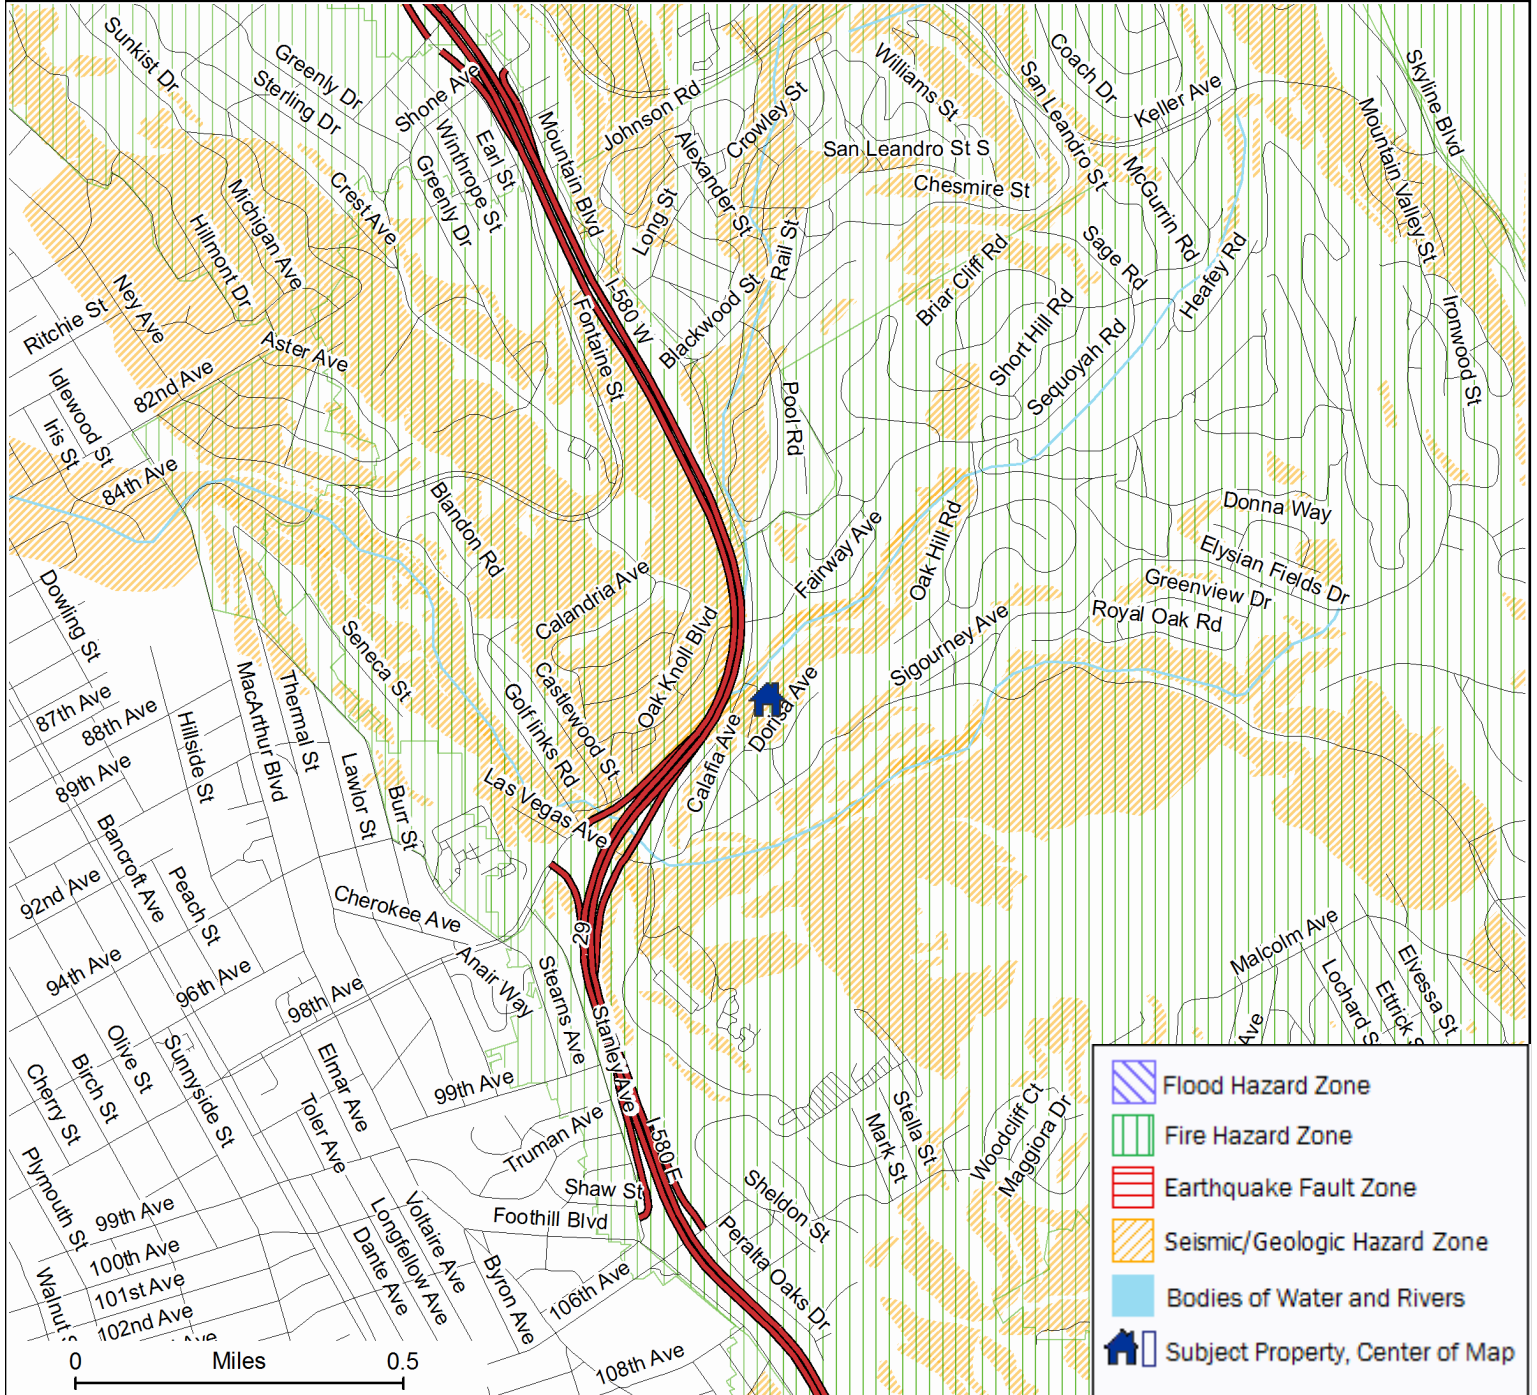 Sunkist Dr
Greenly Dr
Sterling Dr
Shone Ave
Winthrope St
Earl St
Greenly Dr
Mountain Blvd
Johnson Rd
Crowley St
Alexander St
Long St
Williams St
San Leandro St S
Chesmire St
San Leandro St
Coach Dr
Keller Ave
McGurrin Rd
Skyline Blvd
Mountain Valley St
Michigan Ave
Hillmont Dr
Crest Ave
Ney Ave
Ritchie St
Aster Ave
82nd Ave
Idlewood St
Iris St
84th Ave
I-580 W
Fontaine St
Blackwood St
Rail St
Pool Rd
Briar Cliff Rd
Sage Rd
Heafey Rd
Short Hill Rd
Sequoyah Rd
Ironwood St
Blandon Rd
Calandria Ave
Oak Knoll Blvd
Fairway Ave
Oak Hill Rd
Sigourney Ave
Donna Way
Elysian Fields Dr
Greenview Dr
Royal Oak Rd
Dowling St
Seneca St
87th Ave
88th Ave
89th Ave
Hillside St
MacArthur Blvd
Thermal St
Lawlor St
Burr St
Castlewood St
Golf links Rd
Las Vegas Ave
Calafia Ave
Dorisa Ave
Bancroft Ave
92nd Ave
Peach St
Cherokee Ave
29
94th Ave
96th Ave
98th Ave
Anair Way
Stearns Ave
Stanley Ave
Malcolm Ave
Lochard S
Ettrick S
Elvessa St
Ave
Cherry St
Birch St
Olive St
Sunnyside St
Elmar Ave
Toler Ave
99th Ave
Truman Ave
Shaw St
Foothill Blvd
I-580 E
Mark St
Stella St
Woodcliff Ct
Maggiora Dr
Sheldon St
Peralta Oaks Dr
Plymouth St
99th Ave
100th Ave
101st Ave
102nd Ave
Ave
Walnut S
Voltaire Ave
Longfellow Ave
Dante Ave
Byron Ave
106th Ave
108th Ave
0 Miles 0.5
Flood Hazard Zone
Fire Hazard Zone
Earthquake Fault Zone
Seismic/Geologic Hazard Zone
Bodies of Water and Rivers
Subject Property, Center of Map